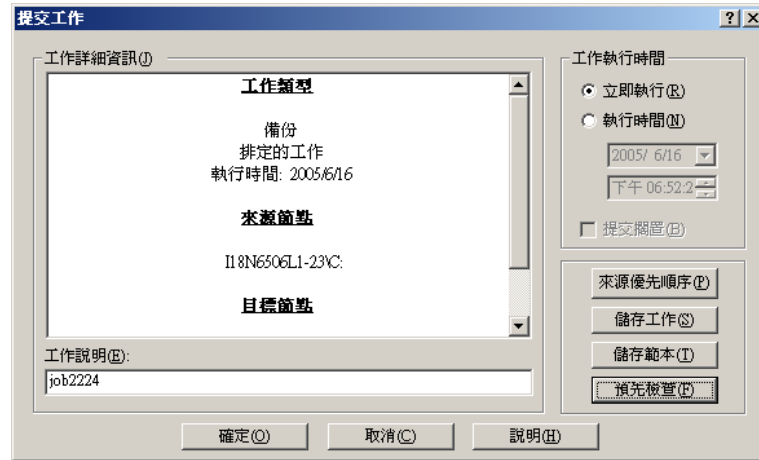 提交工作
工作詳細資訊(J)
工作類型
備份
排定的工作
執行時間: 2005/6/16
來源節點
I18N6506L1-23\C:
目標節點
工作說明(E):
job2224
工作執行時間
立即執行(R)
執行時間(N)
2005/ 6/16
下午 06:52:2
提交擱置(B)
來源優先順序(P)
儲存工作(S)
儲存範本(T)
預先檢查(F)
確定(O)
取消(C)
說明(H)